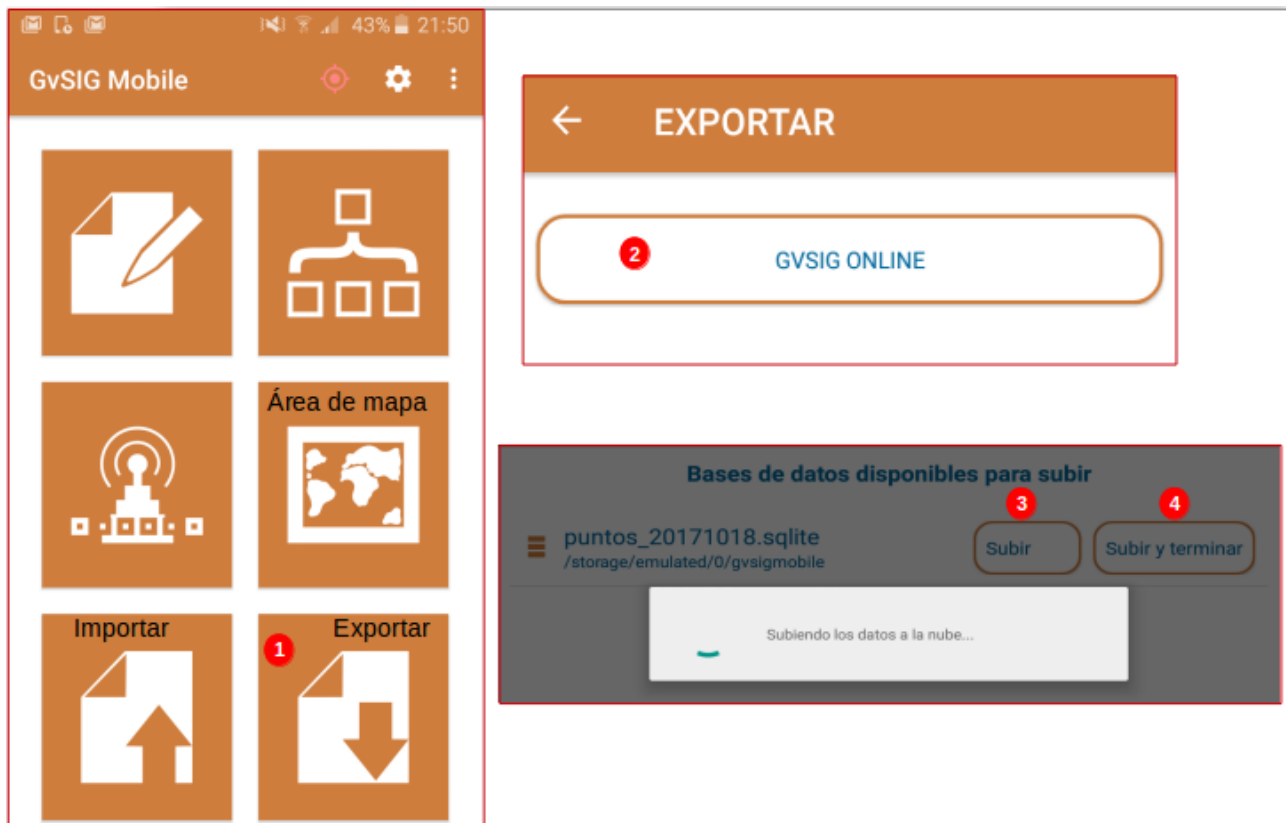 43% 21:50
GvSIG Mobile
Área de mapa
Importar
1
Exportar
EXPORTAR
2
GVSIG ONLINE
Bases de datos disponibles para subir
3
4
puntos_20171018.sqlite
/storage/emulated/0/gvsigmobile
Subir
Subir y terminar
Subiendo los datos a la nube...